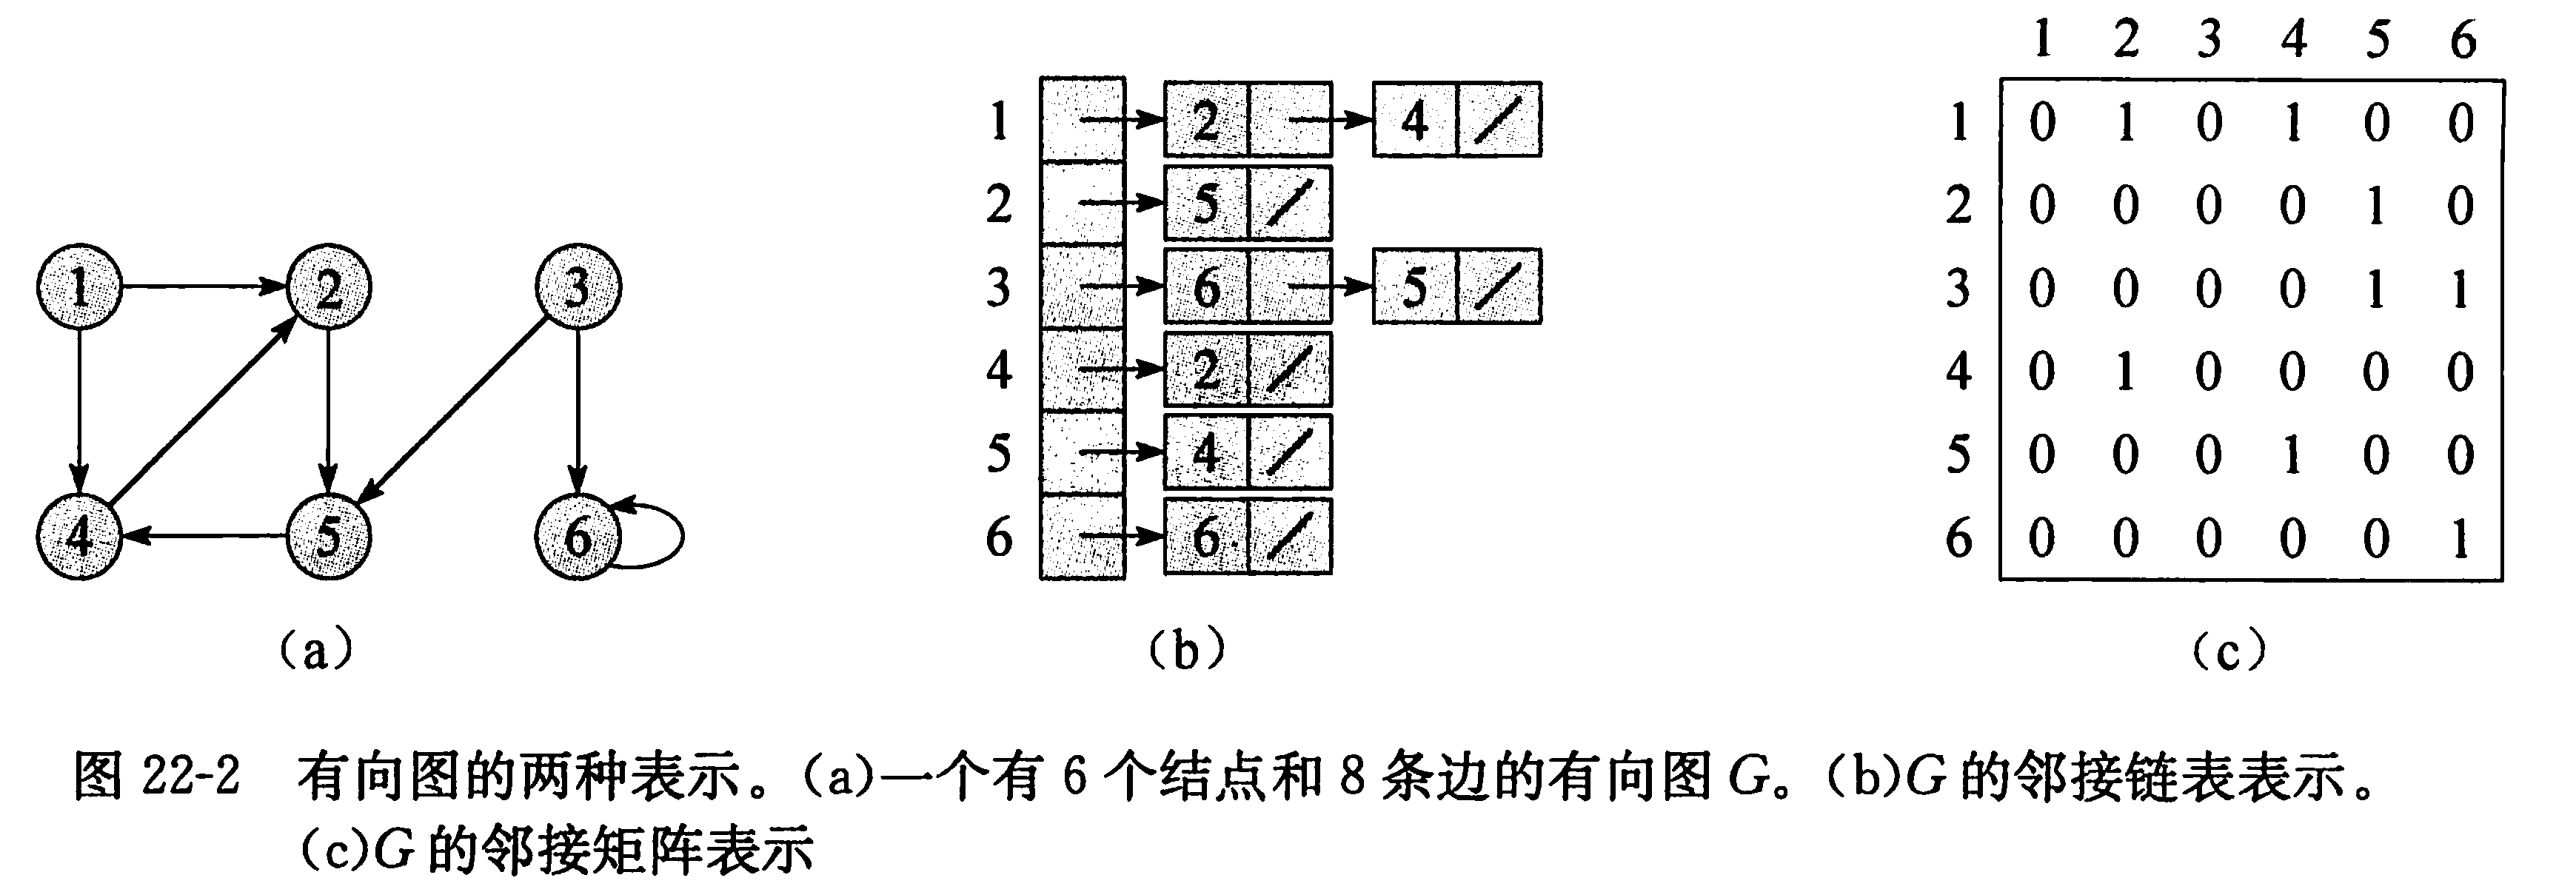 1 2 3 4 5 6
1 2 4 1 0 1 0 1 0 0
2 5 2 0 0 0 0 1 0
1 2 3 3 6 5 3 0 0 0 0 1 1
4 2 4 0 1 0 0 0 0
5 4 5 0 0 0 1 0 0
4 5 6 6 6 6 0 0 0 0 0 1
(a) (b) (c)
图 22-2 有向图的两种表示。(a)一个有 6 个结点和 8 条边的有向图 G。(b)G 的邻接链表表示。
(c)G 的邻接矩阵表示